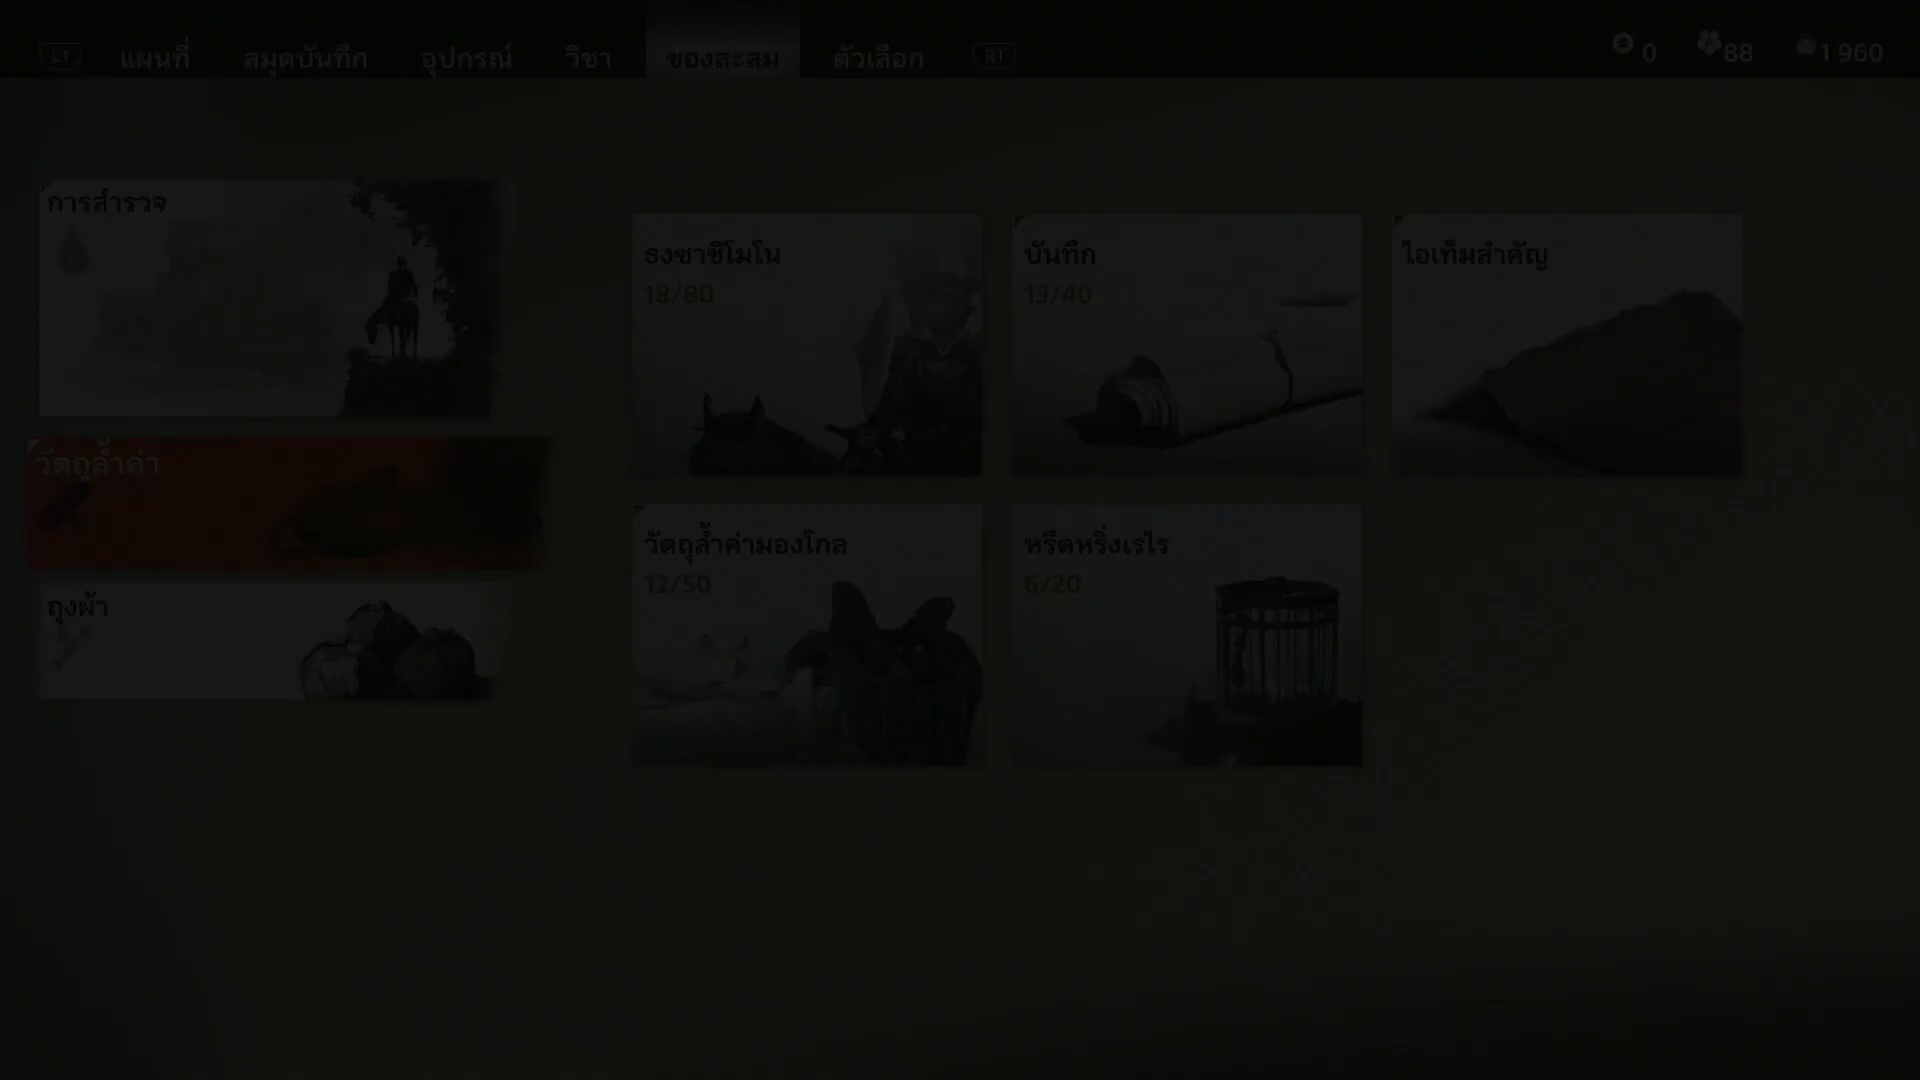 L1 แผนที่ สมุดบันทึก อุปกรณ์ วิชา ของสะสม ตัวเลือก R1 0 88 1 960
การสำรวจ
วัตถุล้ำค่า
ถุงผ้า
ธงซาชิโมโน
18/80
บันทึก
13/40
ไอเท็มสำคัญ
วัตถุล้ำค่ามองโกล
12/50
หรีดหริ่งเรไร
6/20